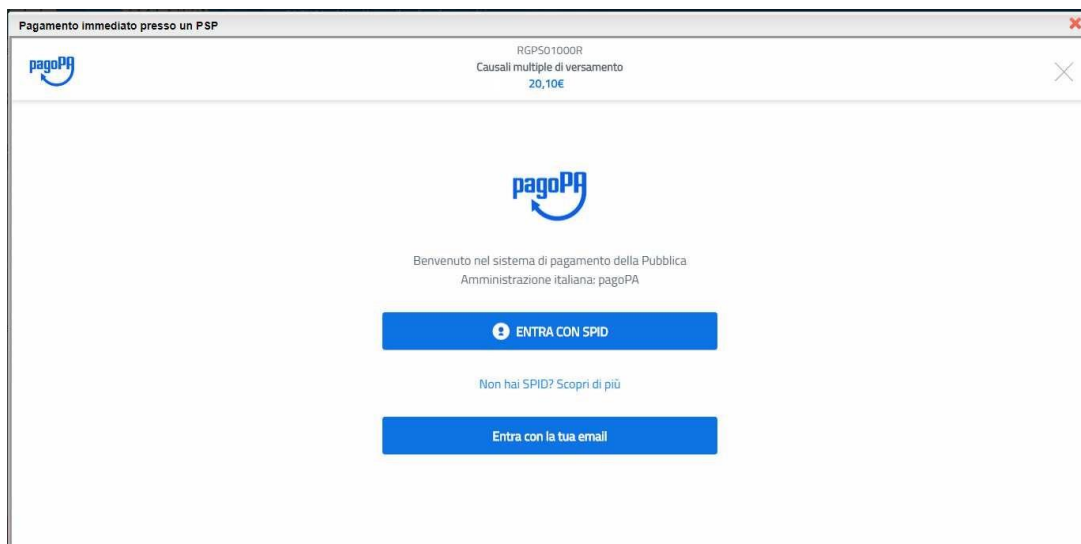 Pagamento immediato presso un PSP
pagoPA
RGPS01000R
Causali multiple di versamento
20,10€
pagoPA
Benvenuto nel sistema di pagamento della Pubblica
Amministrazione italiana: pagoPA
ENTRA CON SPID
Non hai SPID? Scopri di più
Entra con la tua email